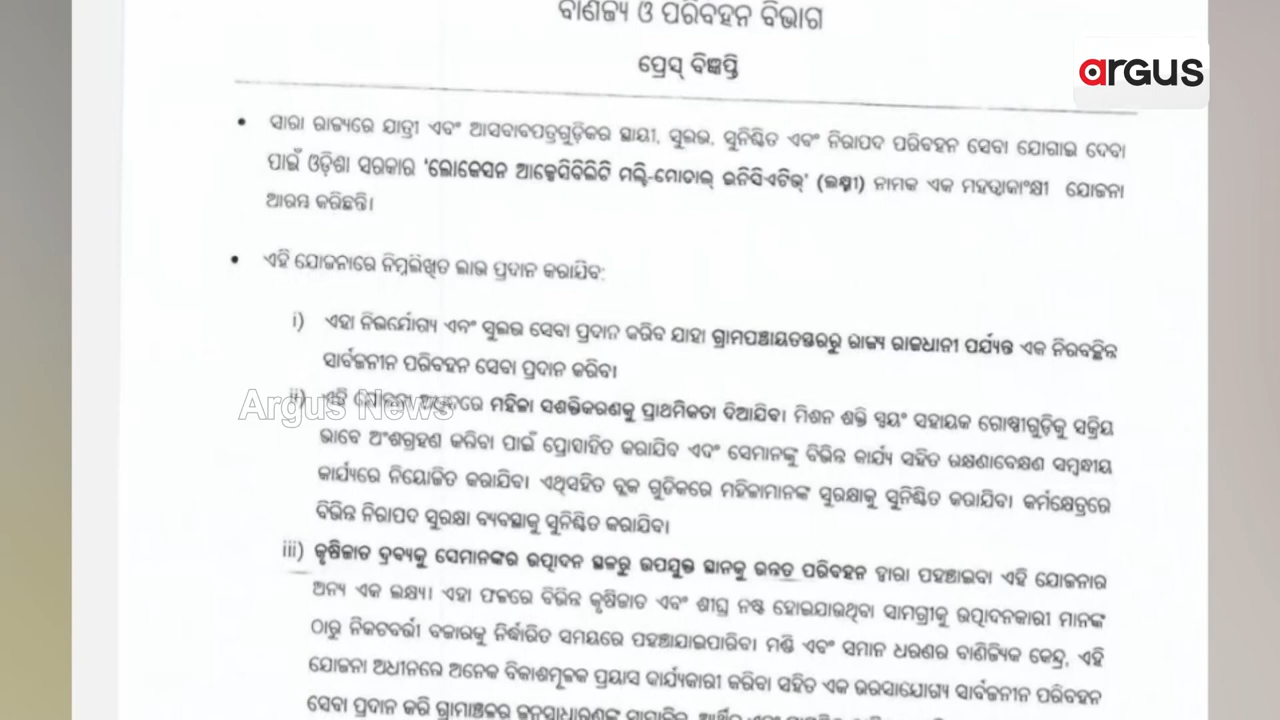 ବାଣିଜ୍ୟ ଓ ପରିବହନ ବିଭାଗ
ପ୍ରେସ୍ ବିଜ୍ଞପ୍ତି
argus
• ସାରା ରାଜ୍ୟରେ ଯାତ୍ରୀ ଏବଂ ଆସବାବପତ୍ରଗୁଡ଼ିକର ସ୍ଥାୟୀ, ସୁଲଭ, ସୁନିଶ୍ଚିତ ଏବଂ ନିରାପଦ ପରିବହନ ସେବା ଯୋଗାଇ ଦେବା
ପାଇଁ ଓଡ଼ିଶା ସରକାର ‘ଲୋକେସନ ଆକ୍ସେସିବିଲିଟି ମଲ୍ଟି-ମୋଡାଲ୍ ଇନିସିଏଟିଭ୍’ (ଲକ୍ଷ୍ମୀ) ନାମକ ଏକ ମହତ୍ତ୍ୱାକାଂକ୍ଷୀ ଯୋଜନା
ଆରମ୍ଭ କରିଛନ୍ତି।
• ଏହି ଯୋଜନାରେ ନିମ୍ନଲିଖିତ ଲାଭ ପ୍ରଦାନ କରାଯିବ:
i) ଏହା ନିର୍ଭରଯୋଗ୍ୟ ଏବଂ ସୁଲଭ ସେବା ପ୍ରଦାନ କରିବ ଯାହା ଗ୍ରାମପଞ୍ଚାୟତସ୍ତରରୁ ରାଜ୍ୟ ରାଜଧାନୀ ପର୍ଯ୍ୟନ୍ତ ଏକ ନିରବଚ୍ଛିନ୍ନ
ସାର୍ବଜନୀନ ପରିବହନ ସେବା ପ୍ରଦାନ କରିବ।
Argus News
ii) ଏହି ମହିଳା ସଶକ୍ତିକରଣକୁ ପ୍ରାଥମିକତା ଦିଆଯିବ। ମିଶନ ଶକ୍ତି ସ୍ୱୟଂ ସହାୟକ ଗୋଷ୍ଠୀଗୁଡ଼ିକୁ ସକ୍ରିୟ
ଭାବେ ଅଂଶଗ୍ରହଣ କରିବା ପାଇଁ ପ୍ରୋତ୍ସାହିତ କରାଯିବ ଏବଂ ସେମାନଙ୍କୁ ବିଭିନ୍ନ କାର୍ଯ୍ୟ ସହିତ ରକ୍ଷଣାବେକ୍ଷଣ ସମ୍ବନ୍ଧୀୟ
କାର୍ଯ୍ୟରେ ନିୟୋଜିତ କରାଯିବ। ଏଥିସହିତ ବ୍ଲକ ଗୁଡିକରେ ମହିଳାମାନଙ୍କ ସୁରକ୍ଷାକୁ ସୁନିଶ୍ଚିତ କରାଯିବ। କର୍ମକ୍ଷେତ୍ରରେ
ବିଭିନ୍ନ ନିରାପଦ ସୁରକ୍ଷା ବ୍ୟବସ୍ଥାକୁ ସୁନିଶ୍ଚିତ କରାଯିବ।
iii) କୃଷିଜାତ ଦ୍ରବ୍ୟକୁ ସେମାନଙ୍କର ଉତ୍ପାଦନ ସ୍ଥଳରୁ ଉପଯୁକ୍ତ ସ୍ଥାନକୁ ଉନ୍ନତ ପରିବହନ ଦ୍ୱାରା ପହଞ୍ଚାଇବା ଏହି ଯୋଜନାର
ଅନ୍ୟ ଏକ ଲକ୍ଷ୍ୟ। ଏହା ଫଳରେ ବିଭିନ୍ନ କୃଷିଜାତ ଏବଂ ଶୀଘ୍ର ନଷ୍ଟ ହୋଇଯାଉଥିବା ସାମଗ୍ରୀକୁ ଉତ୍ପାଦନକାରୀ ମାନଙ୍କ
ଠାରୁ ନିକଟବର୍ତ୍ତୀ ବଜାରକୁ ନିର୍ଦ୍ଧାରିତ ସମୟରେ ପହଞ୍ଚାଯାଇପାରିବ। ମଣ୍ଡି ଏବଂ ସମାନ ଧରଣର ବାଣିଜ୍ୟିକ କେନ୍ଦ୍ର, ଏହି
ଯୋଜନା ଅଧୀନରେ ଅନେକ ବିକାଶମୂଳକ ପ୍ରୟାସ କାର୍ଯ୍ୟକାରୀ କରିବା ସହିତ ଏକ ଭରସାଯୋଗ୍ୟ ସାର୍ବଜନୀନ ପରିବହନ
ସେବା ପ୍ରଦାନ କରି ଗ୍ରାମାଞ୍ଚଳର ଜନସାଧାରଣଙ୍କ